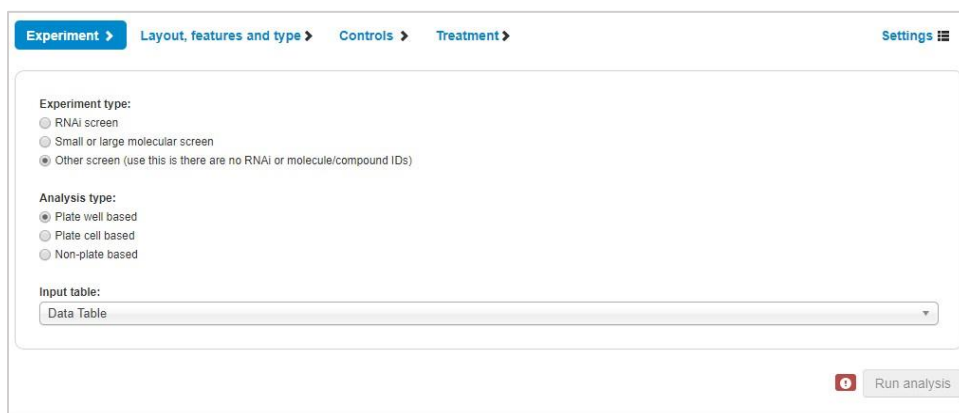 Experiment Layout, features and type Controls Treatment Settings
Experiment type:
RNAi screen
Small or large molecular screen
Other screen (use this is there are no RNAi or molecule/compound IDs)
Analysis type:
Plate well based
Plate cell based
Non-plate based
Input table:
Data Table
Run analysis